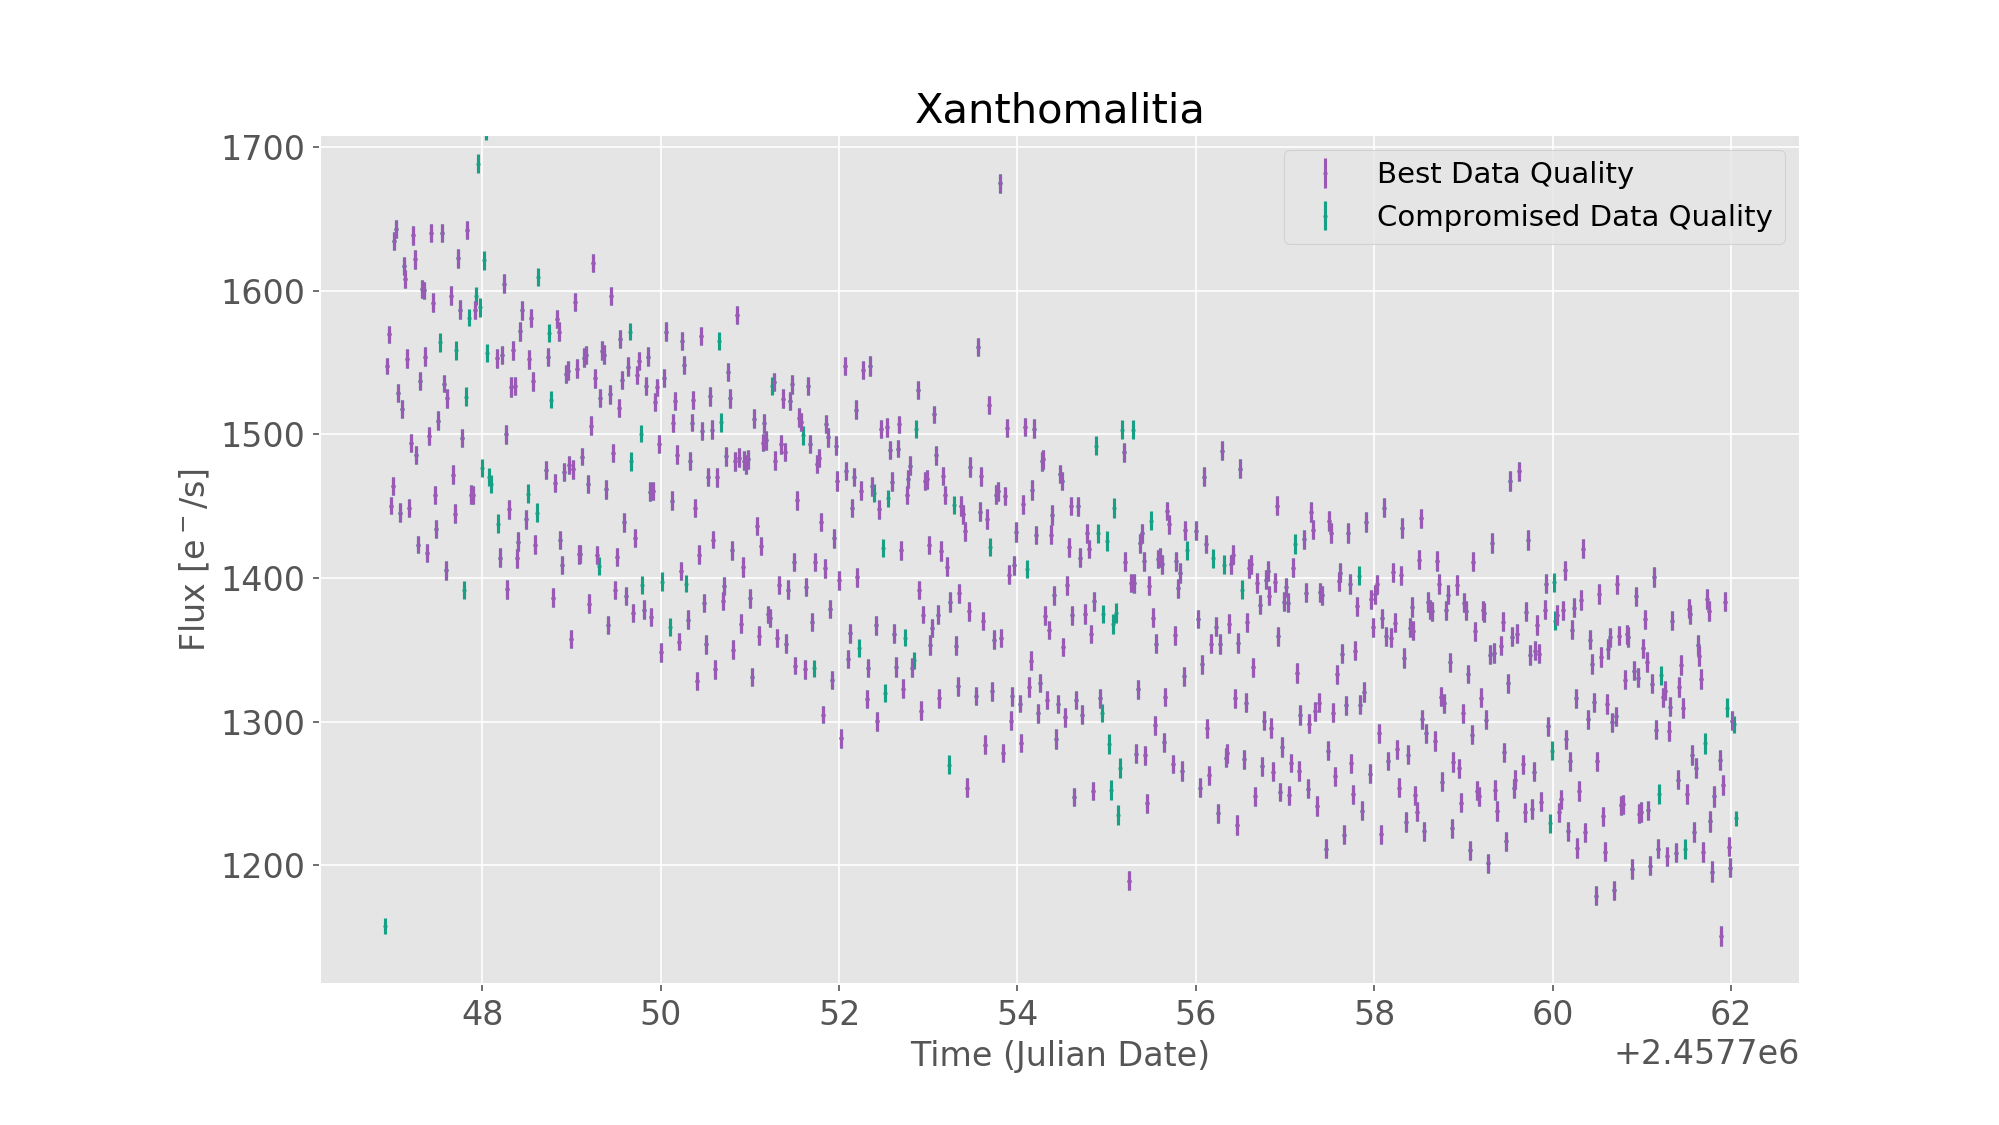 Xanthomalitia
Best Data Quality
Compromised Data Quality
1700
1600
1500
1400
1300
1200
Flux [e⁻/s]
48 50 52 54 56 58 60 62
Time (Julian Date)
+2.4577e6